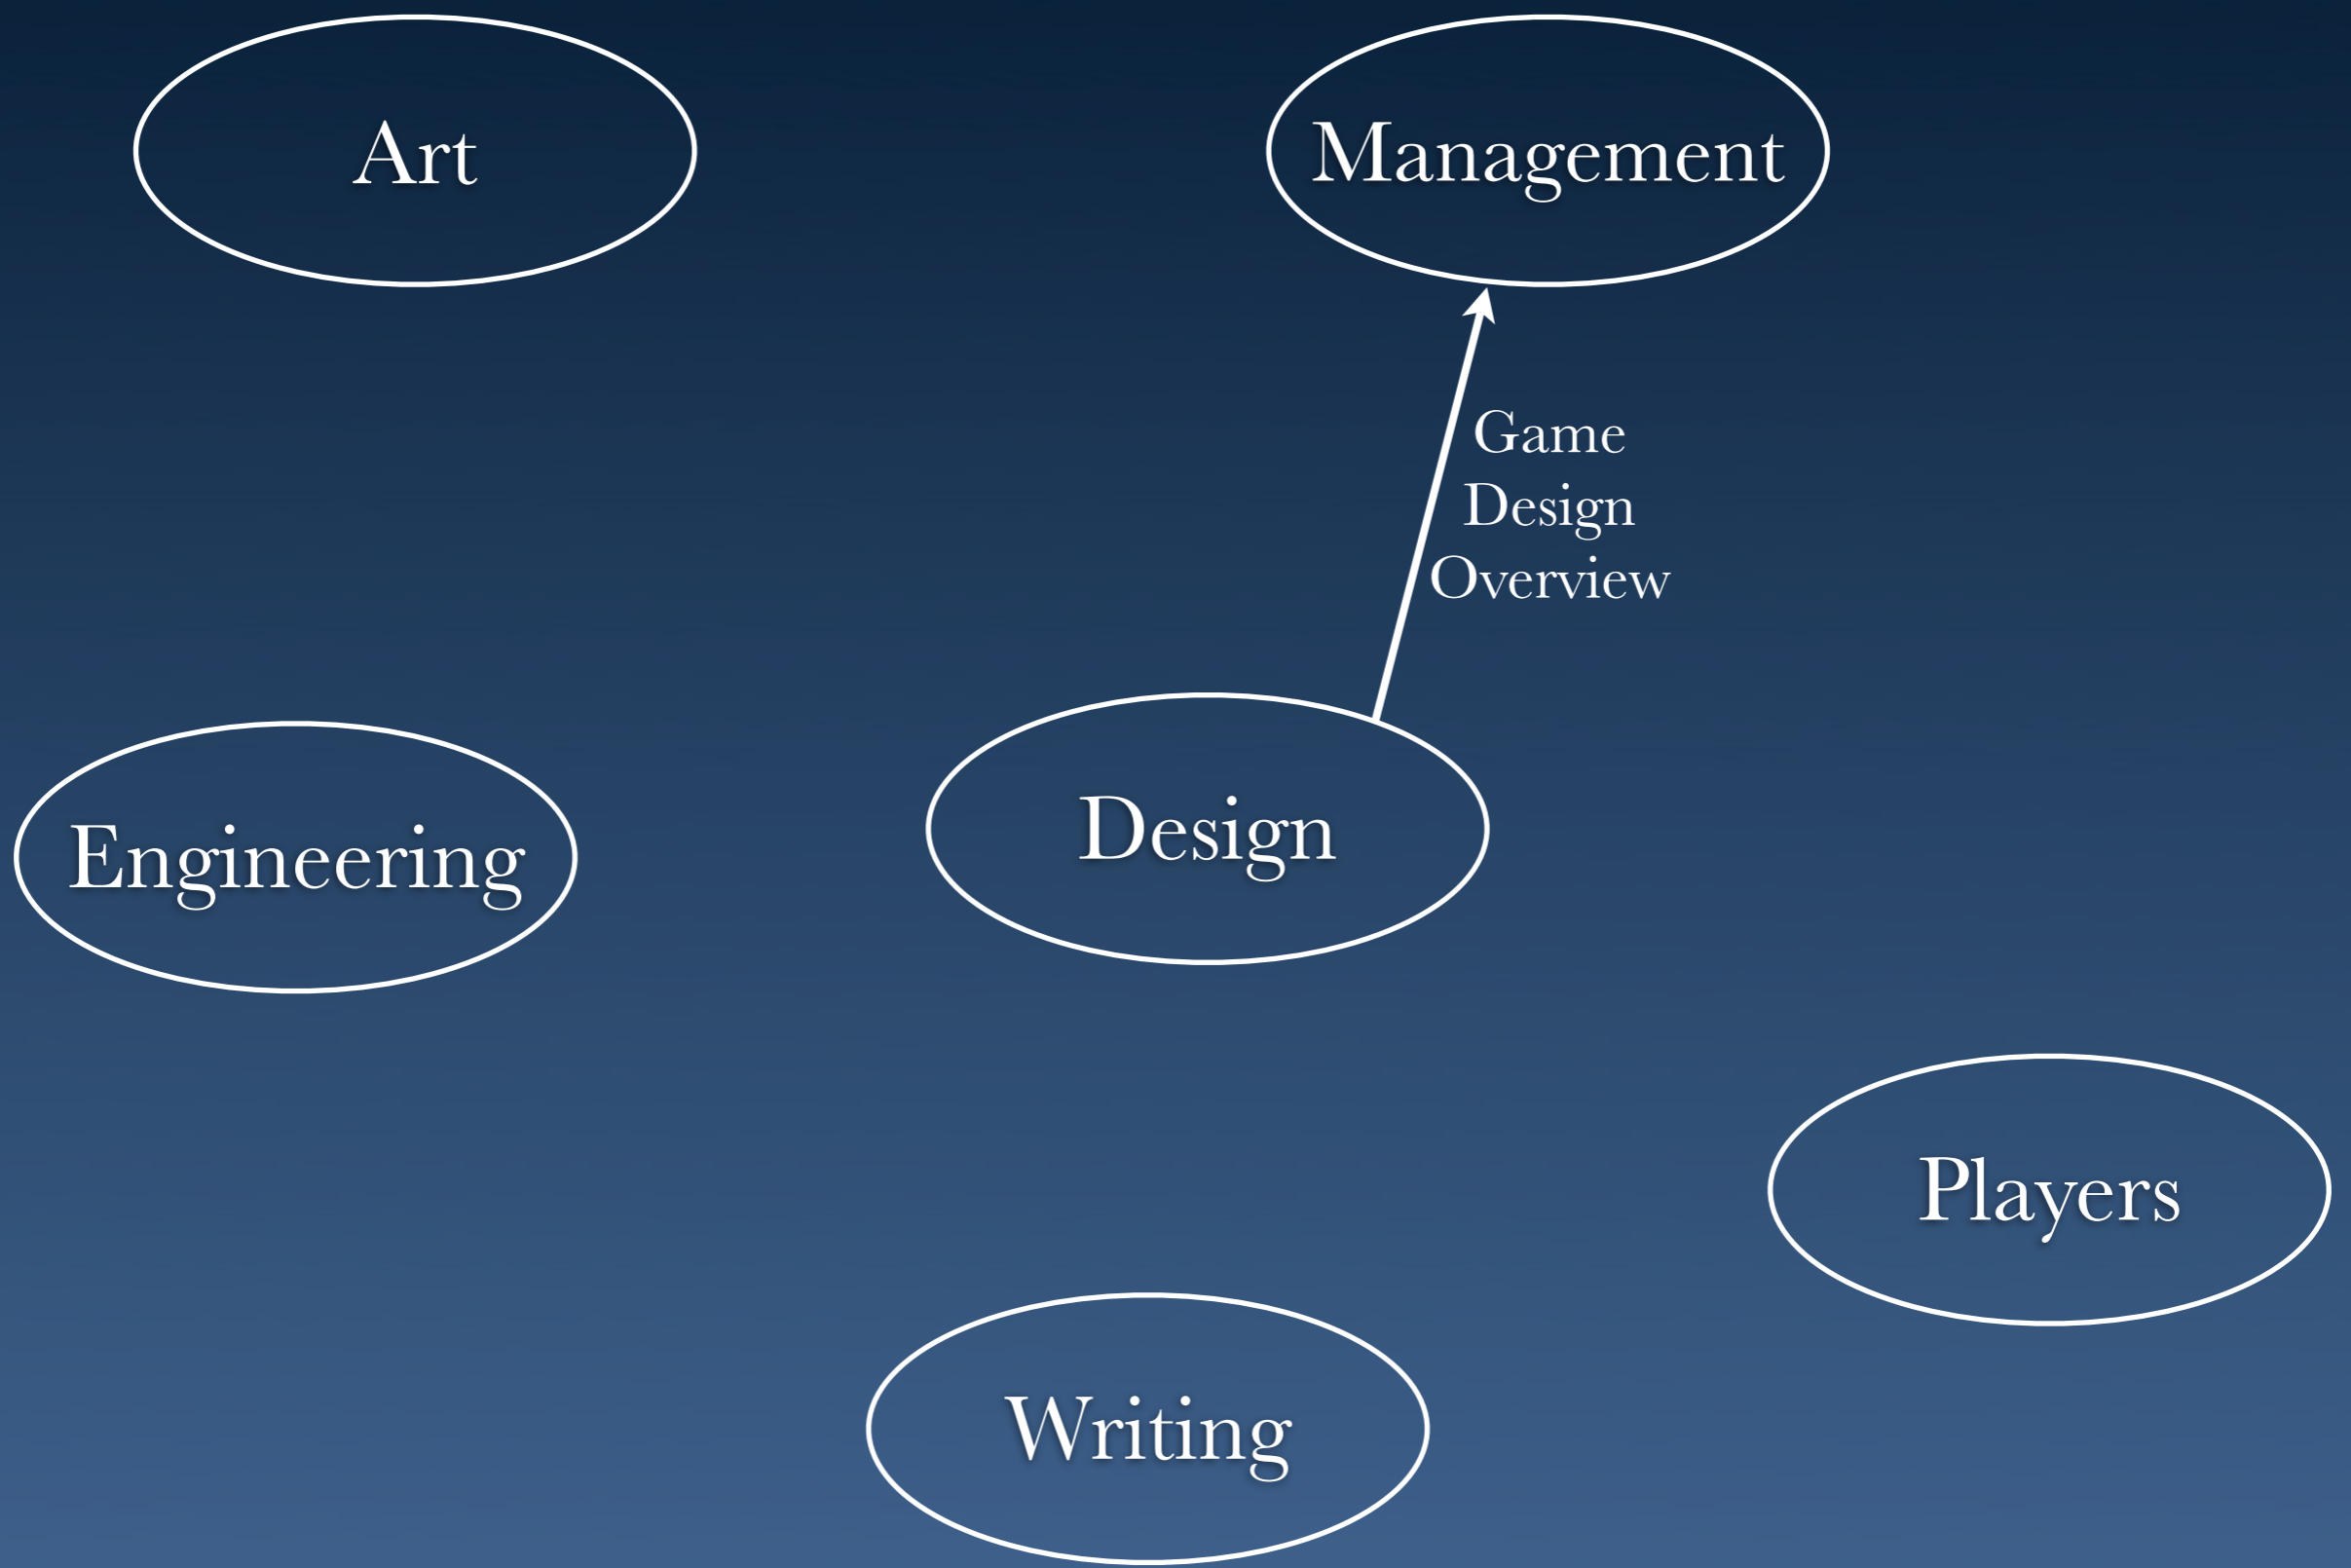 Art
Management
Game
Design
Overview
Engineering
Design
Players
Writing